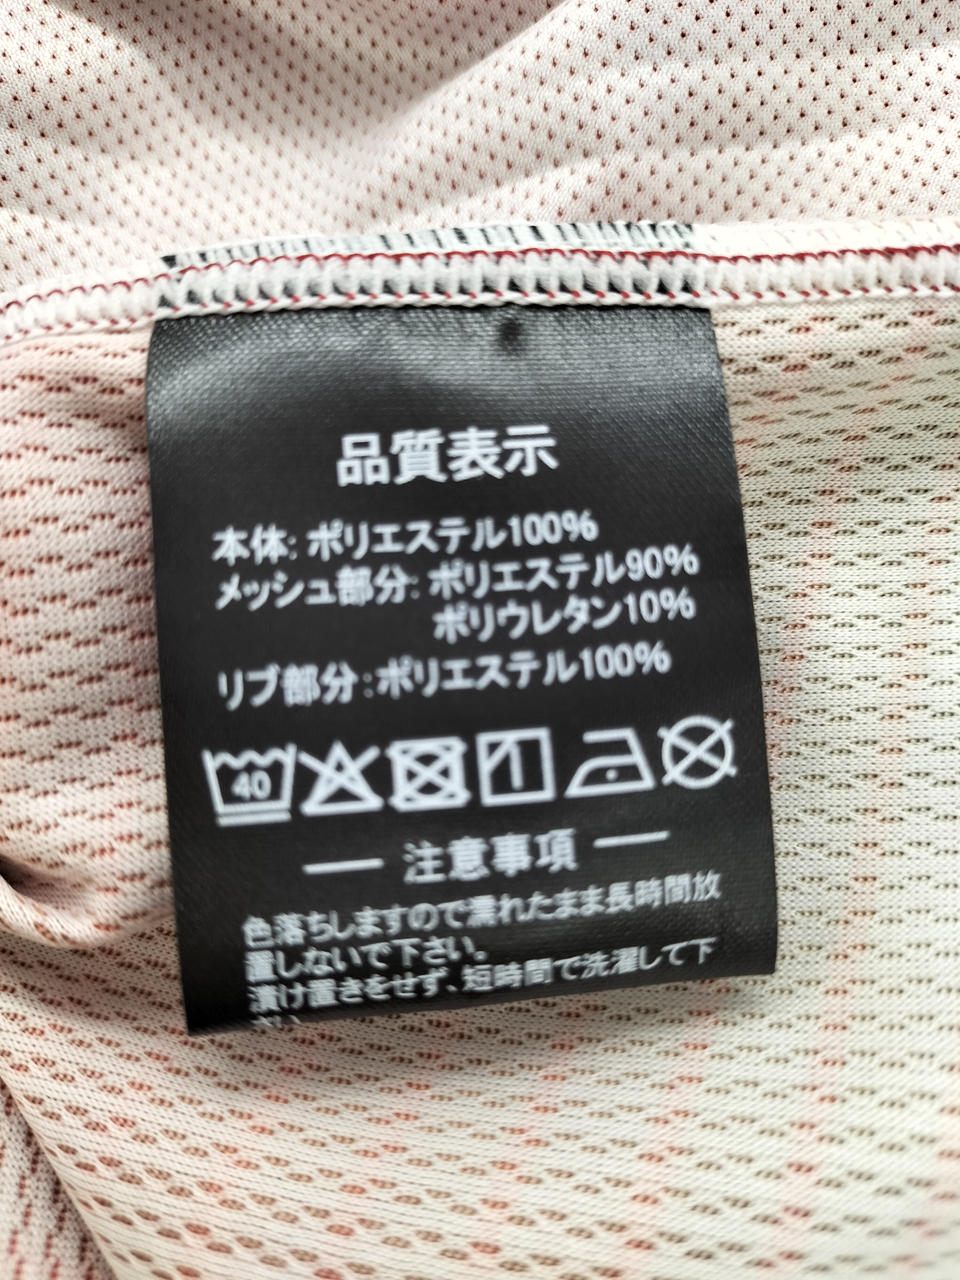 品質表示
本体: ポリエステル100%
メッシュ部分: ポリエステル90%
ポリウレタン10%
リブ部分:ポリエステル100%
40
注意事項
色落ちしますので濡れたまま長時間放
置しないで下さい。
漬け置きをせず、短時間で洗濯して下
さい